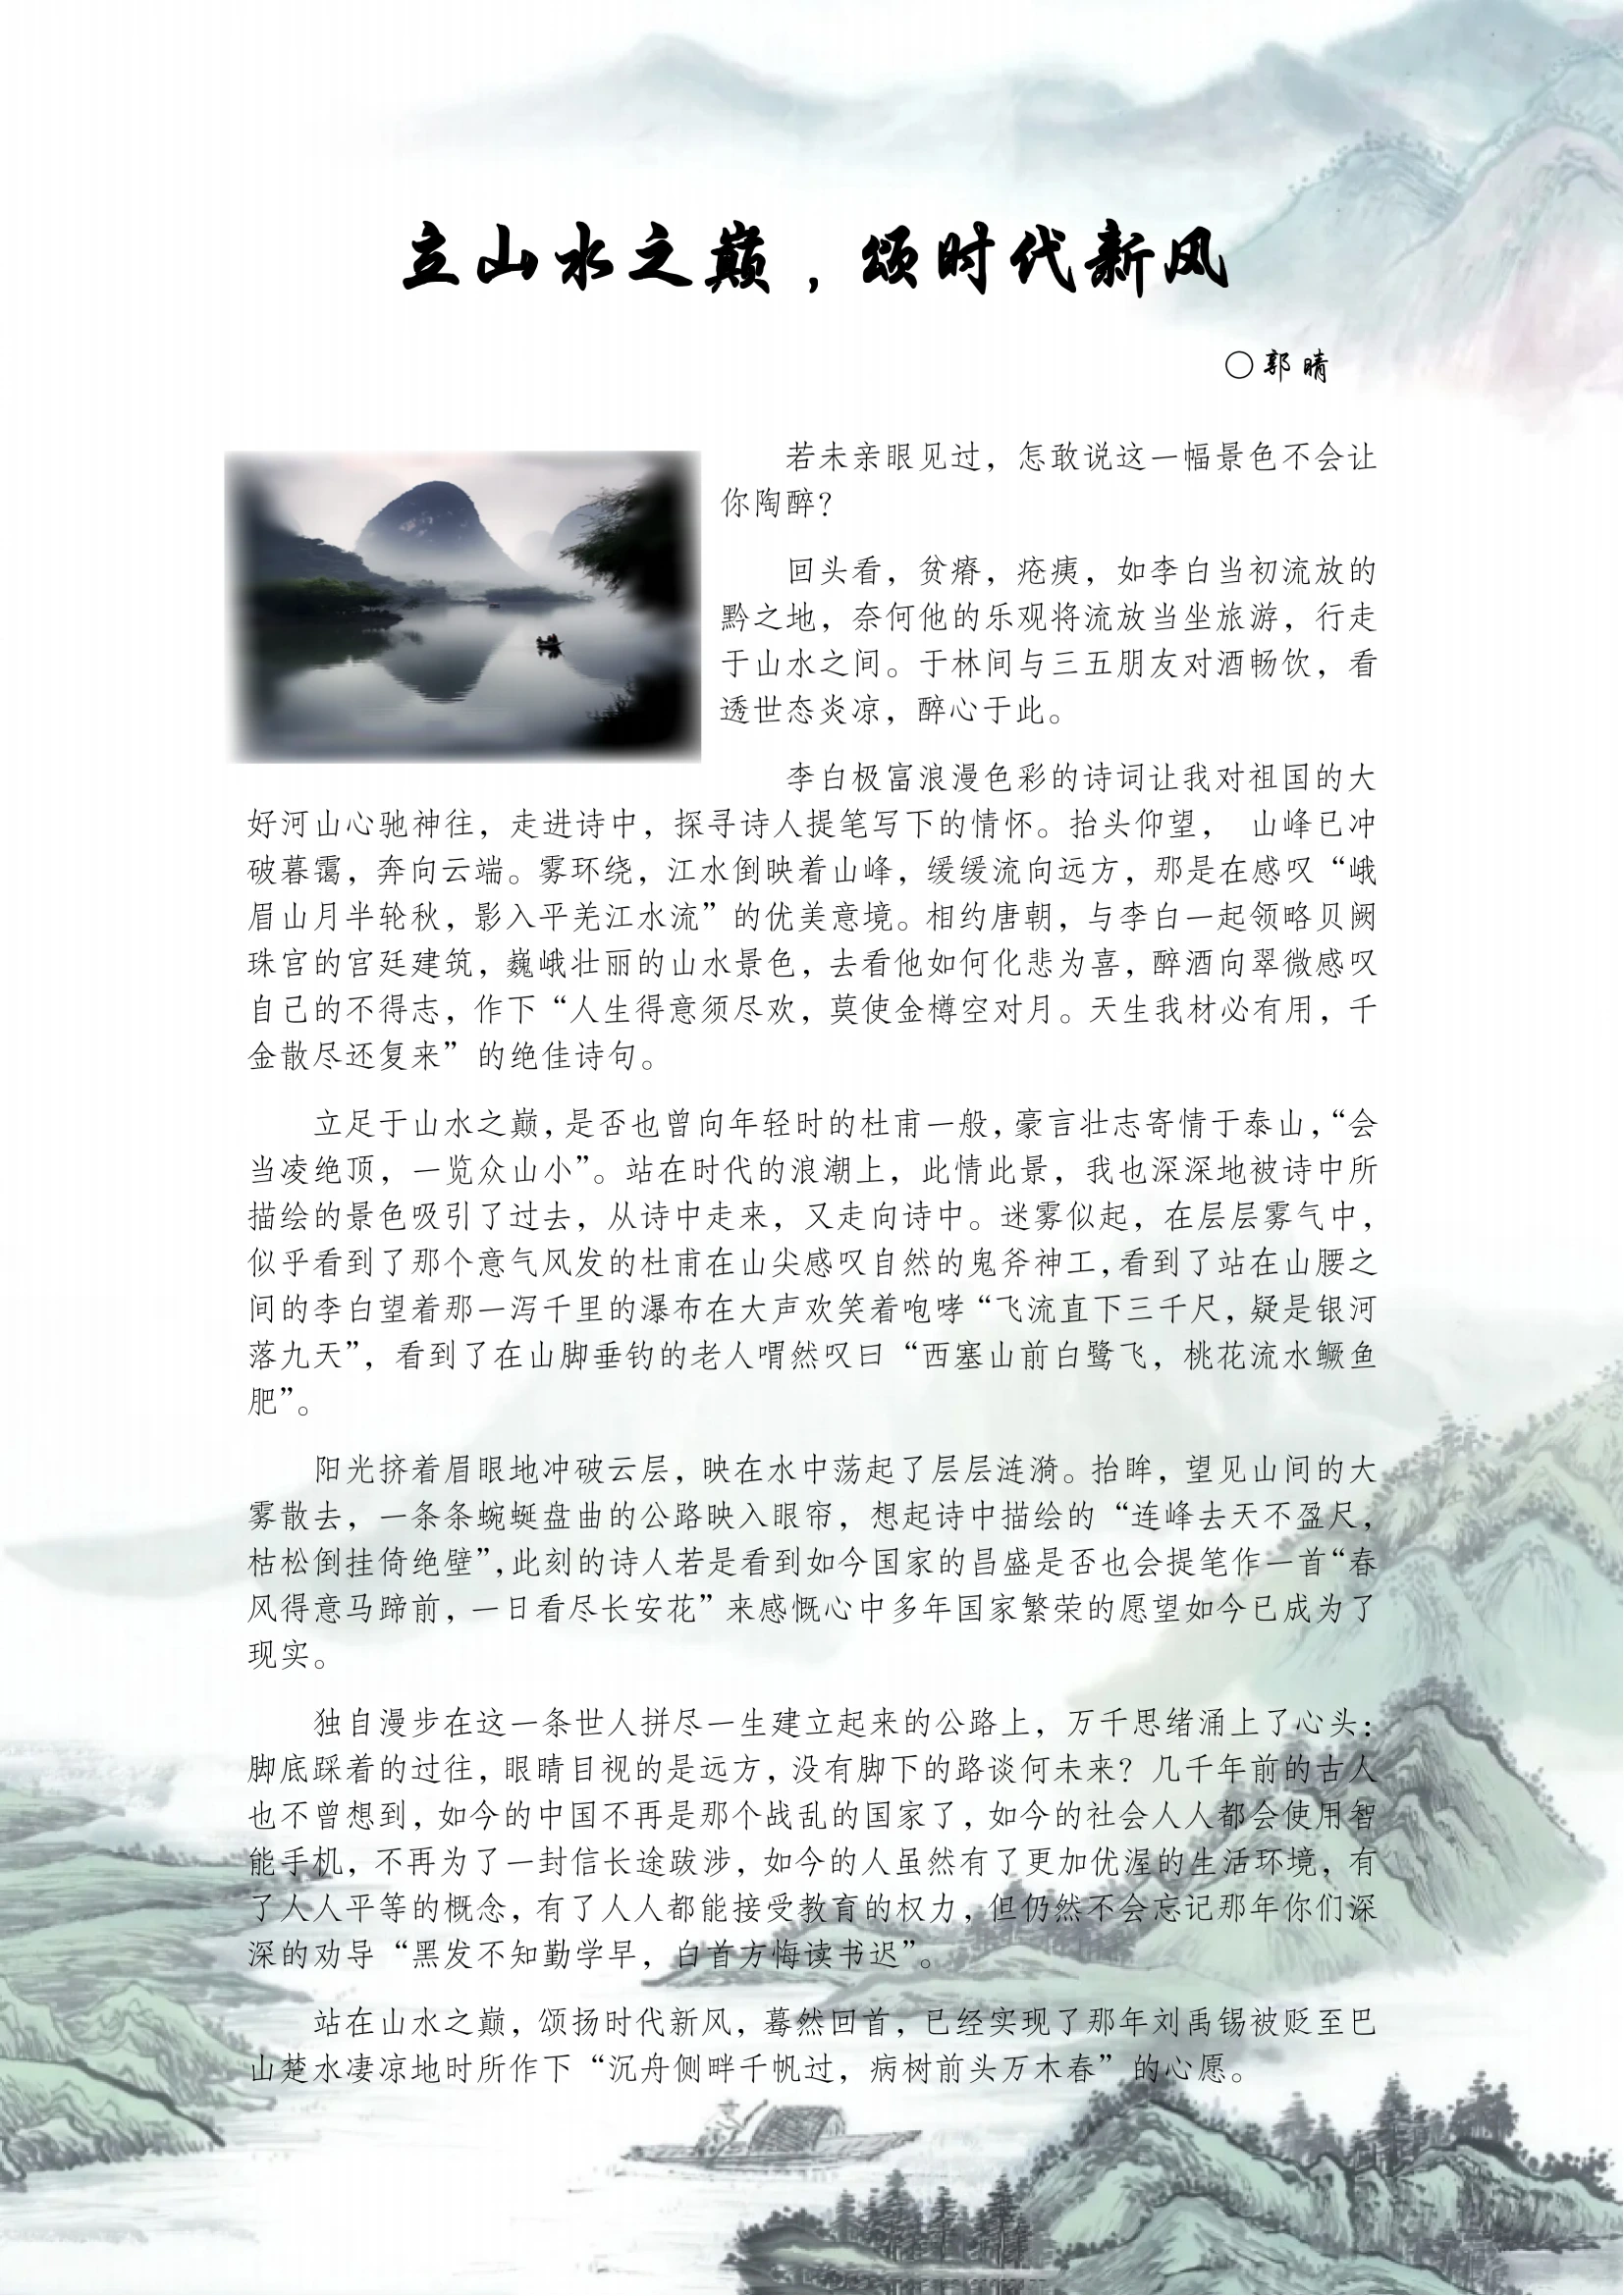 立山水之巅，颂时代新风
〇郭晴
若未亲眼见过，怎敢说这一幅景色不会让
你陶醉？
回头看，贫瘠，疮痍，如李白当初流放的
黔之地，奈何他的乐观将流放当坐旅游，行走
于山水之间。于林间与三五朋友对酒畅饮，看
透世态炎凉，醉心于此。
李白极富浪漫色彩的诗词让我对祖国的大
好河山心驰神往，走进诗中，探寻诗人提笔写下的情怀。抬头仰望， 山峰已冲
破暮霭，奔向云端。雾环绕，江水倒映着山峰，缓缓流向远方，那是在感叹“峨
眉山月半轮秋，影入平羌江水流”的优美意境。相约唐朝，与李白一起领略贝阙
珠宫的宫廷建筑，巍峨壮丽的山水景色，去看他如何化悲为喜，醉酒向翠微感叹
自己的不得志，作下“人生得意须尽欢，莫使金樽空对月。天生我材必有用，千
金散尽还复来”的绝佳诗句。
立足于山水之巅，是否也曾向年轻时的杜甫一般，豪言壮志寄情于泰山，“会
当凌绝顶，一览众山小”。站在时代的浪潮上，此情此景，我也深深地被诗中所
描绘的景色吸引了过去，从诗中走来，又走向诗中。迷雾似起，在层层雾气中，
似乎看到了那个意气风发的杜甫在山尖感叹自然的鬼斧神工，看到了站在山腰之
间的李白望着那一泻千里的瀑布在大声欢笑着咆哮“飞流直下三千尺，疑是银河
落九天”，看到了在山脚垂钓的老人喟然叹曰“西塞山前白鹭飞，桃花流水鳜鱼
肥”。
阳光挤着眉眼地冲破云层，映在水中荡起了层层涟漪。抬眸，望见山间的大
雾散去，一条条蜿蜒盘曲的公路映入眼帘，想起诗中描绘的“连峰去天不盈尺，
枯松倒挂倚绝壁”，此刻的诗人若是看到如今国家的昌盛是否也会提笔作一首“春
风得意马蹄前，一日看尽长安花”来感慨心中多年国家繁荣的愿望如今已成为了
现实。
独自漫步在这一条世人拼尽一生建立起来的公路上，万千思绪涌上了心头：
脚底踩着的过往，眼睛目视的是远方，没有脚下的路谈何未来？几千年前的古人
也不曾想到，如今的中国不再是那个战乱的国家了，如今的社会人人都会使用智
能手机，不再为了一封信长途跋涉，如今的人虽然有了更加优渥的生活环境，有
了人人平等的概念，有了人人都能接受教育的权力，但仍然不会忘记那年你们深
深的劝导“黑发不知勤学早，白首方悔读书迟”。
站在山水之巅，颂扬时代新风，蓦然回首，已经实现了那年刘禹锡被贬至巴
山楚水凄凉地时所作下“沉舟侧畔千帆过，病树前头万木春”的心愿。